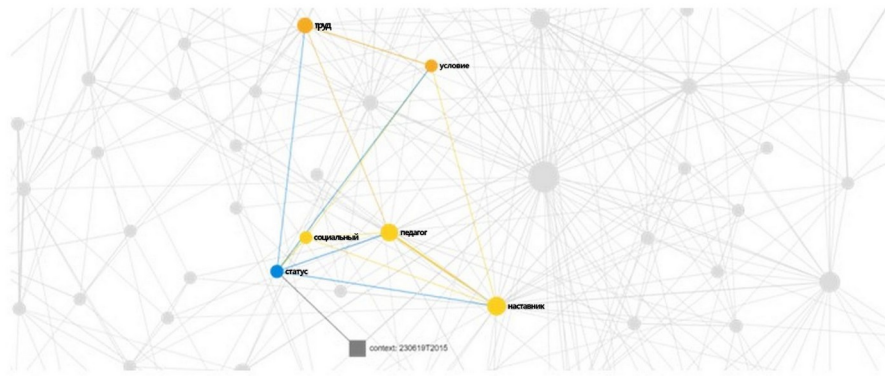 труд
условие
педагог
социальный
статус
наставник
context: 230619T2015